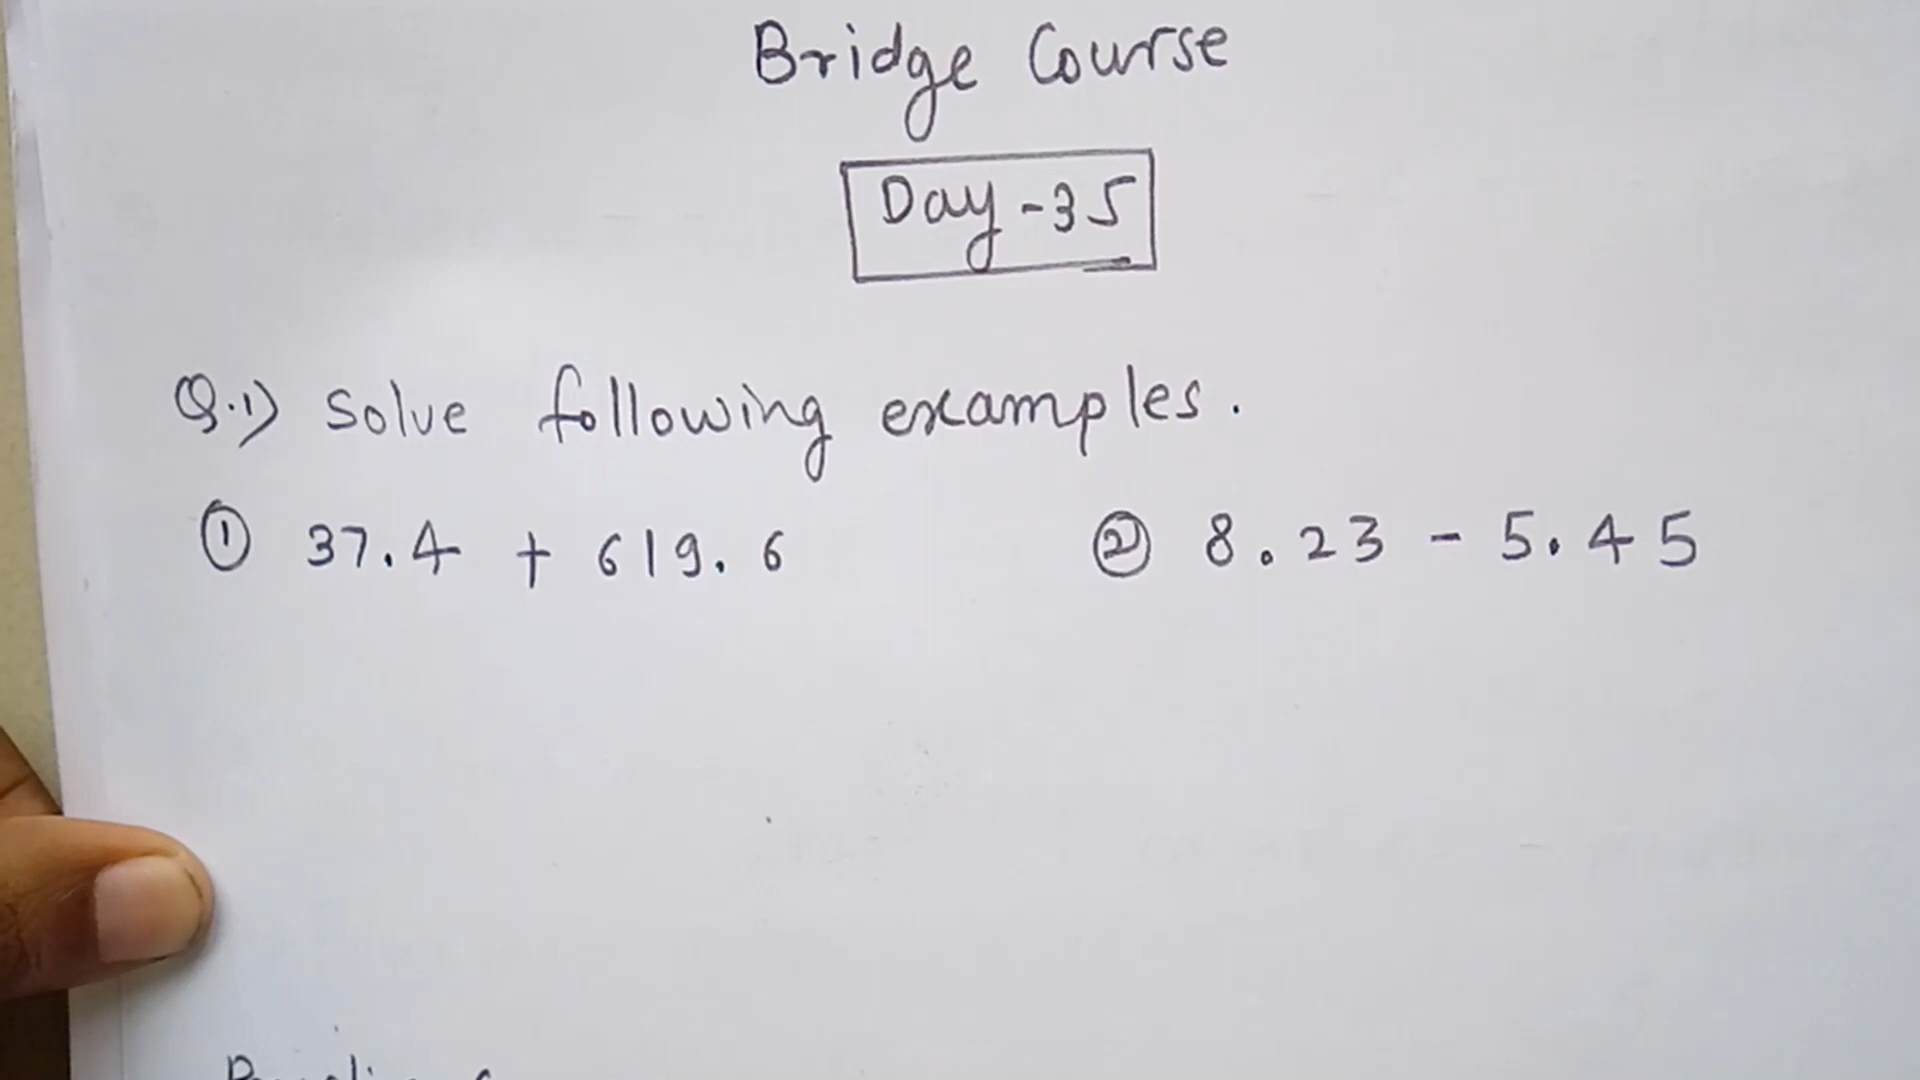 Bridge Course
Day - 35
Q.1) Solve following examples.
① 37.4 + 619.6 ② 8.23 - 5.45